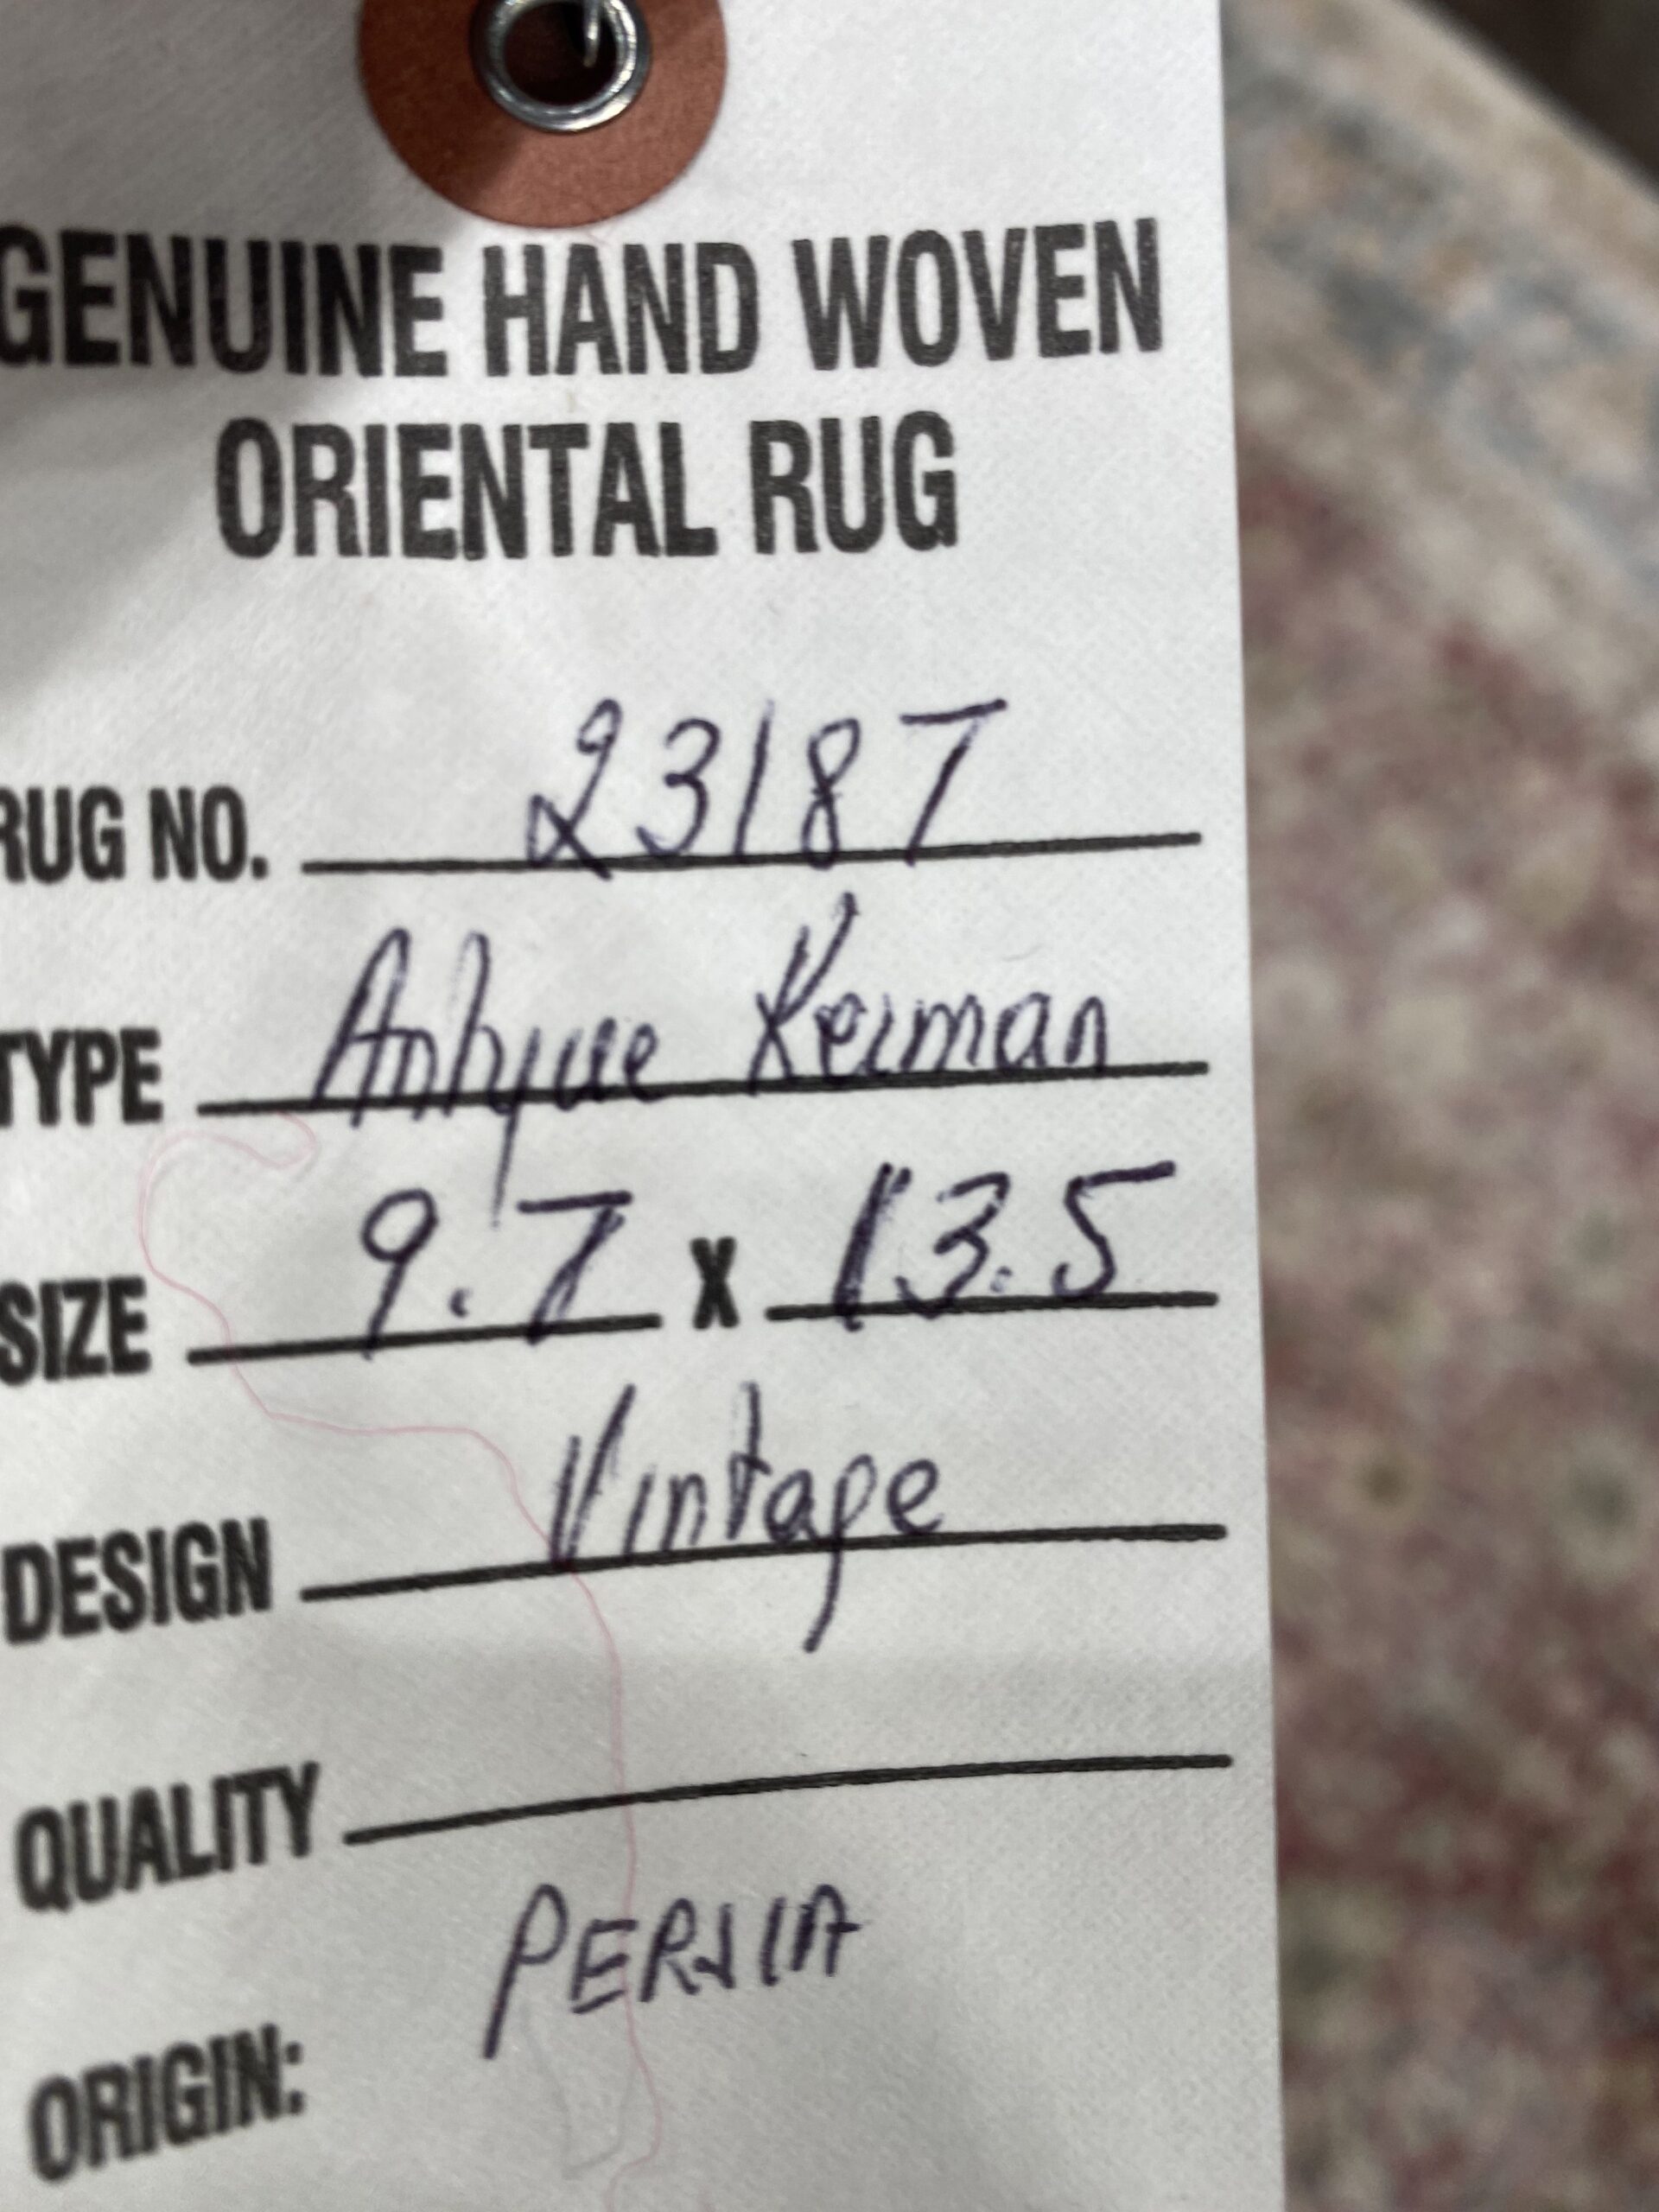 GENUINE HAND WOVEN
ORIENTAL RUG
RUG NO. 23187
TYPE Antique Kerman
SIZE 9.7 X 13.5
DESIGN Vintage
QUALITY
ORIGIN: PERSIA